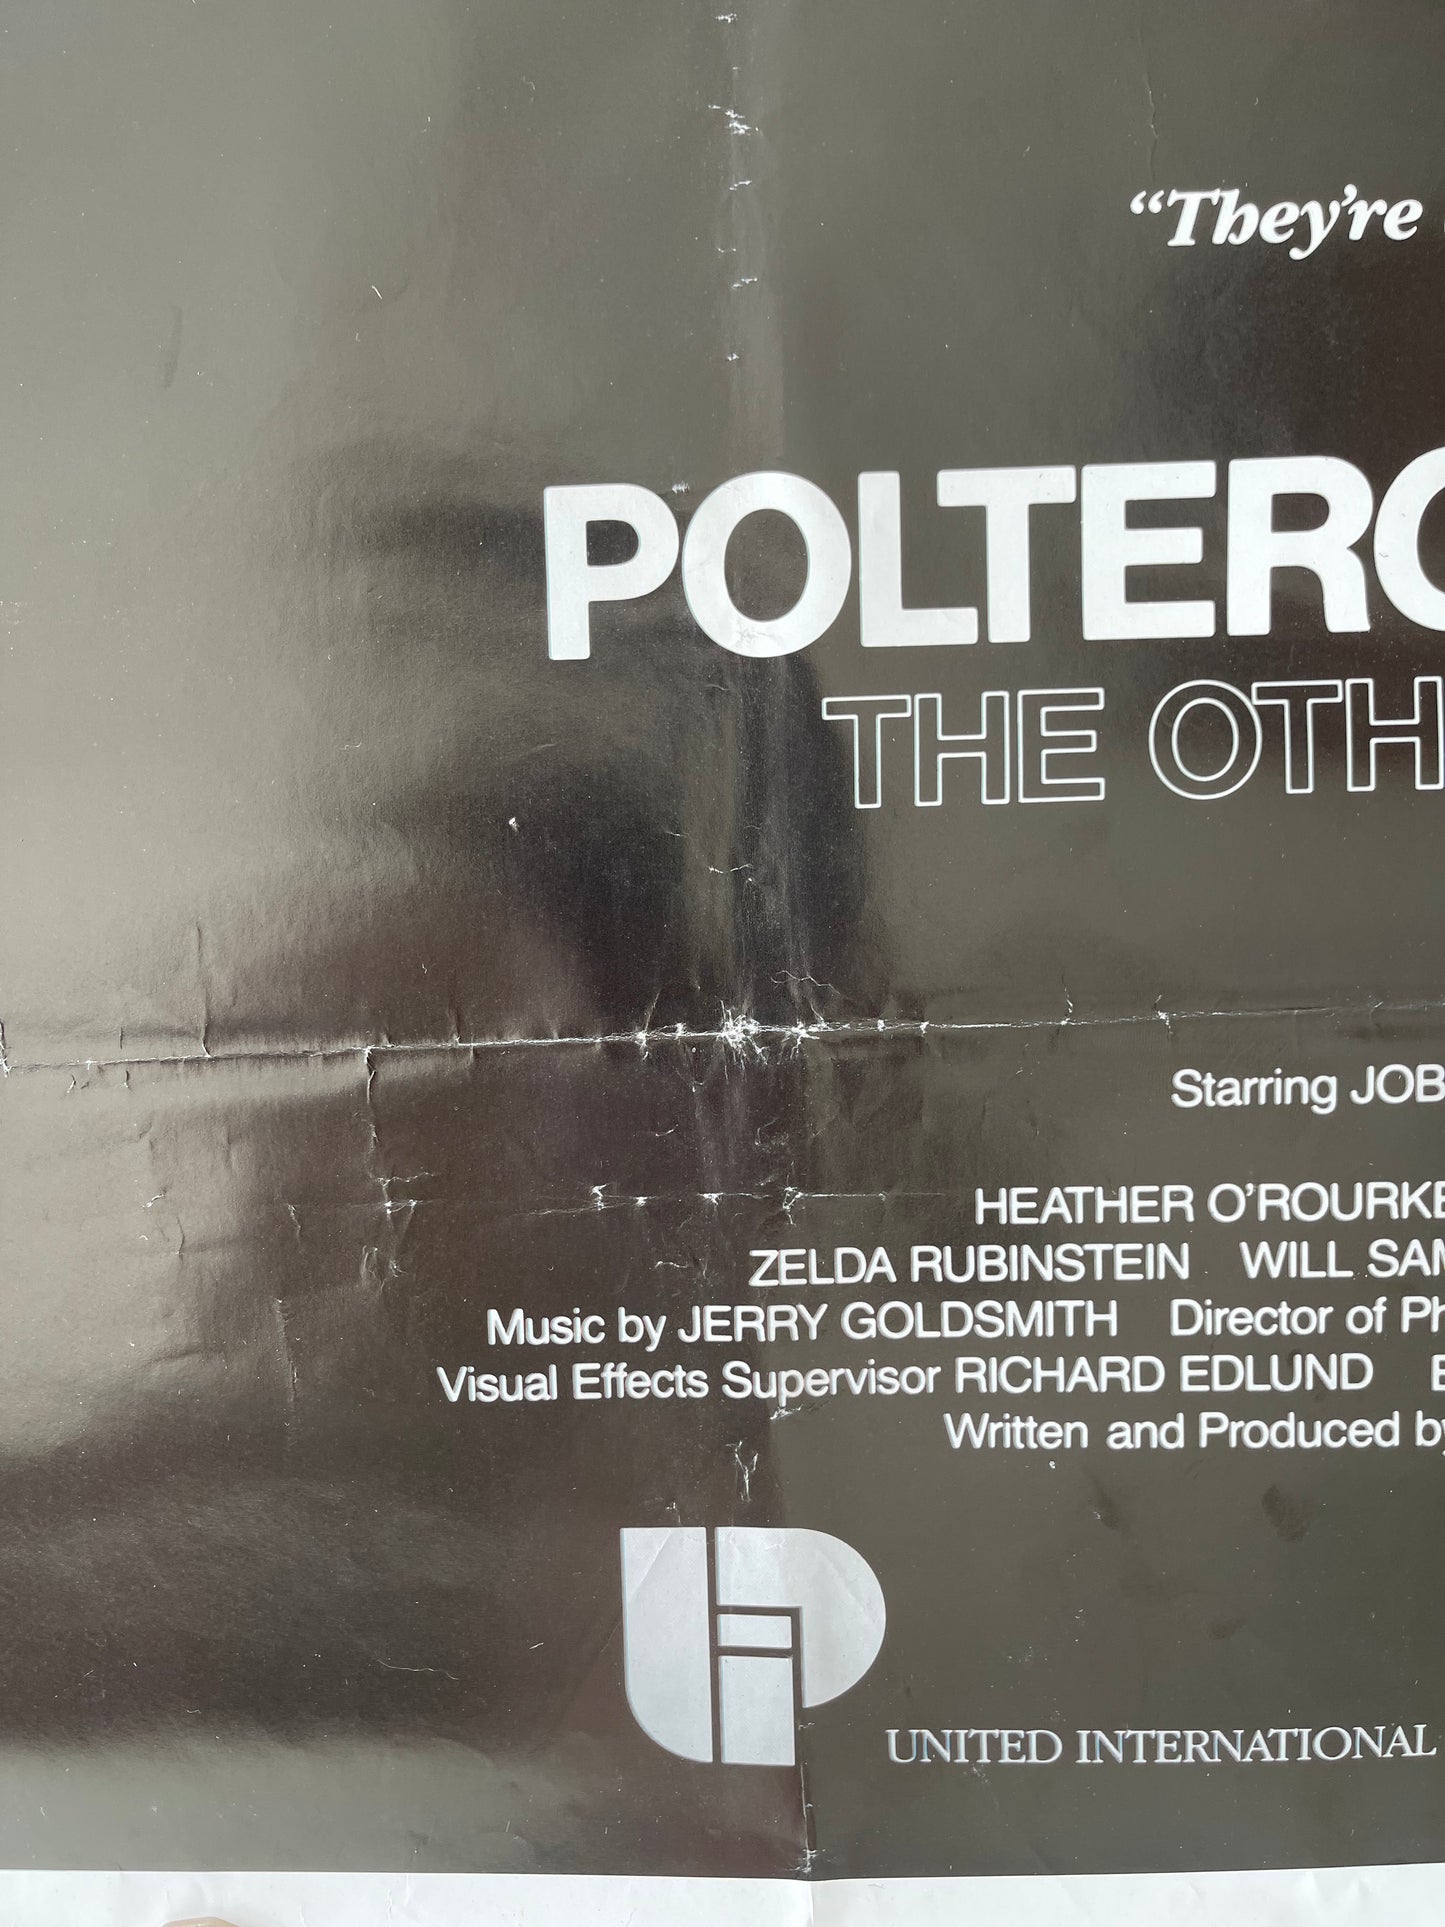 “They’re
POLTERG
THE OTH
Starring JOB
HEATHER O’ROURKE
ZELDA RUBINSTEIN WILL SAM
Music by JERRY GOLDSMITH Director of Ph
Visual Effects Supervisor RICHARD EDLUND E
Written and Produced by
UIP
UNITED INTERNATIONAL